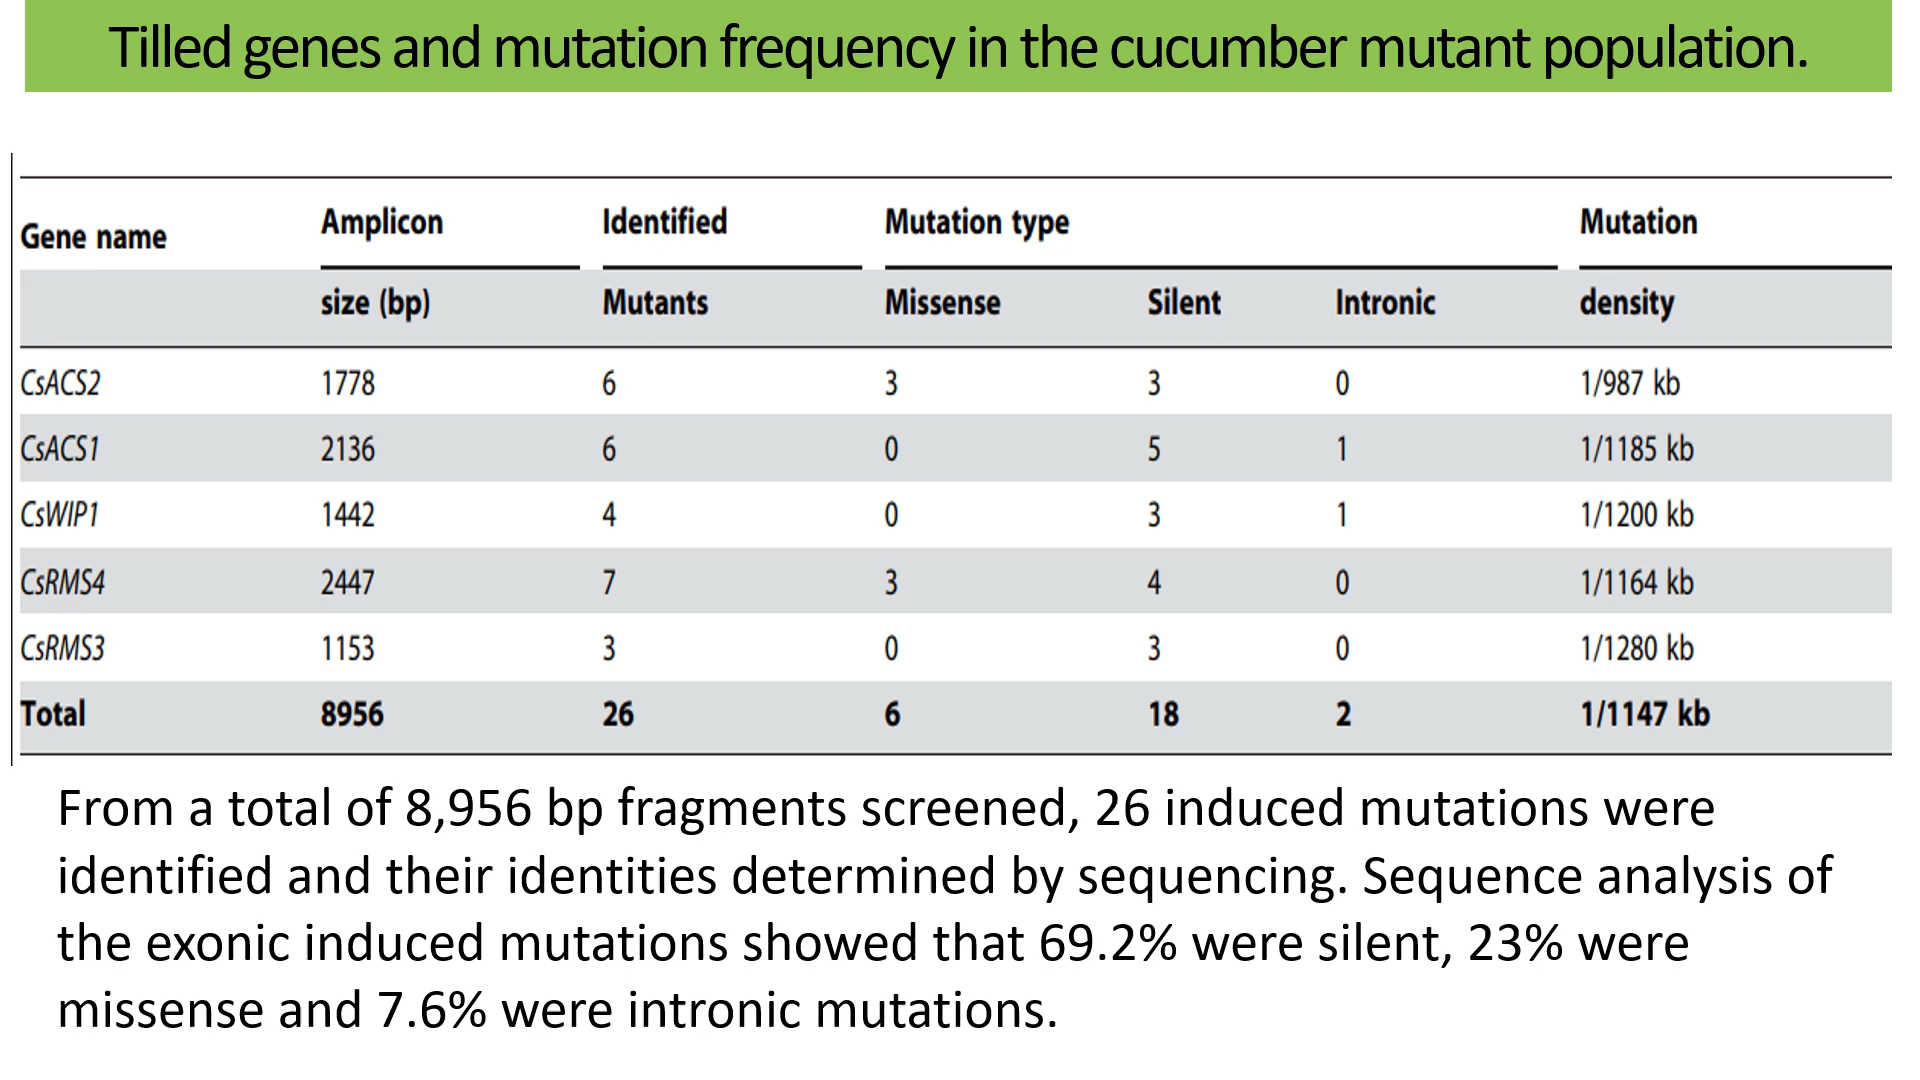 Tilled genes and mutation frequency in the cucumber mutant population.
Gene name Amplicon Identified Mutation type Mutation
size (bp) Mutants Missense Silent Intronic density
CsACS2 1778 6 3 3 0 1/987 kb
CsACS1 2136 6 0 5 1 1/1185 kb
CsWIP1 1442 4 0 3 1 1/1200 kb
CsRMS4 2447 7 3 4 0 1/1164 kb
CsRMS3 1153 3 0 3 0 1/1280 kb
Total 8956 26 6 18 2 1/1147 kb
From a total of 8,956 bp fragments screened, 26 induced mutations were
identified and their identities determined by sequencing. Sequence analysis of
the exonic induced mutations showed that 69.2% were silent, 23% were
missense and 7.6% were intronic mutations.